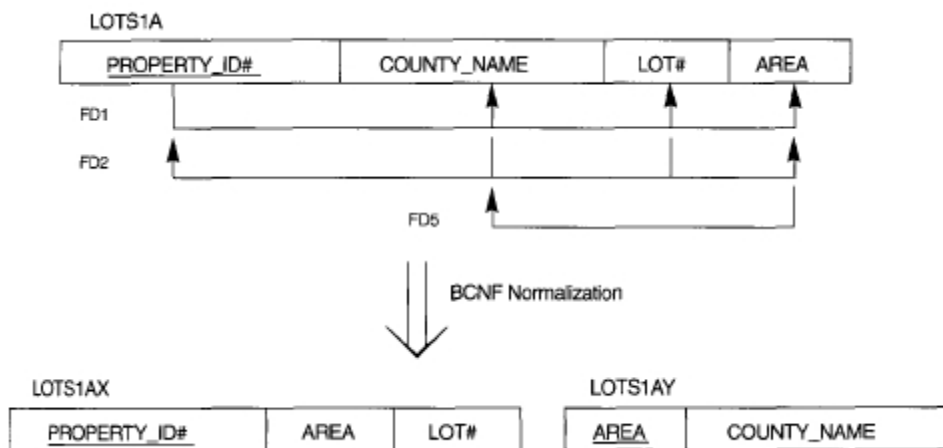 LOTS1A
PROPERTY_ID# COUNTY_NAME LOT# AREA
FD1
FD2
FD5
BCNF Normalization
LOTS1AX LOTS1AY
PROPERTY_ID# AREA LOT# AREA COUNTY_NAME